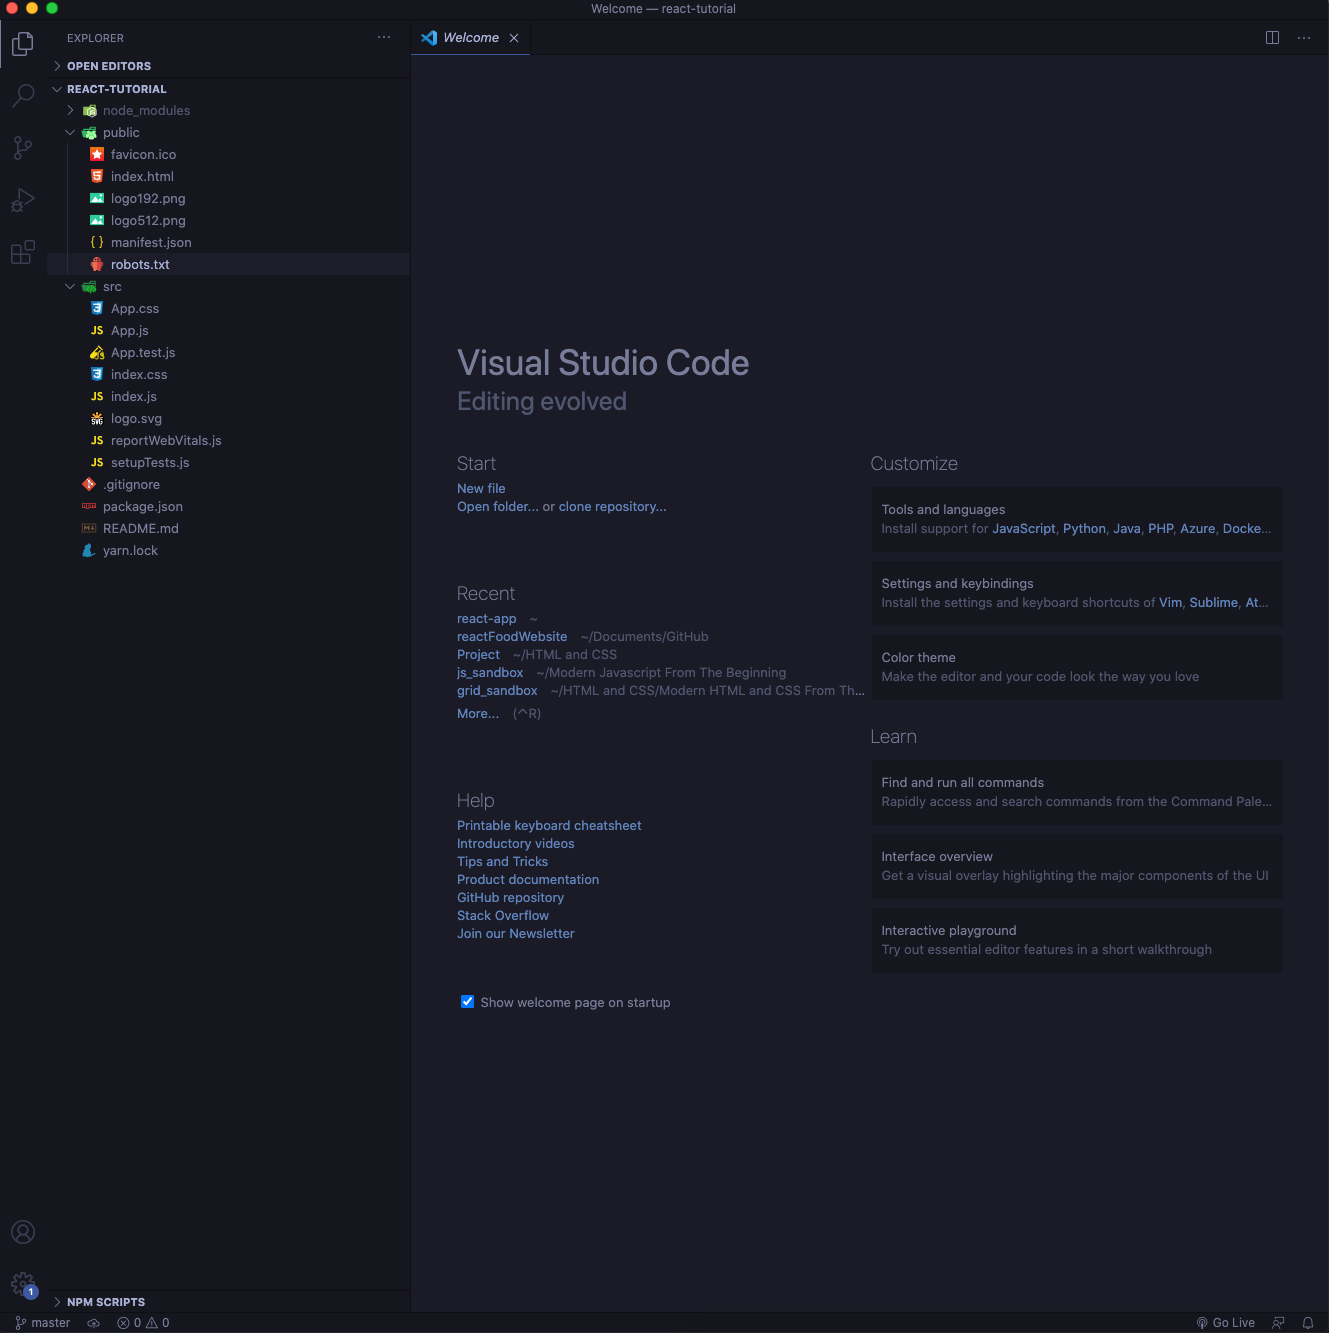 Welcome — react-tutorial
EXPLORER
Welcome
OPEN EDITORS
REACT-TUTORIAL
node_modules
public
favicon.ico
index.html
logo192.png
logo512.png
manifest.json
robots.txt
src
App.css
JS App.js
App.test.js
index.css
JS index.js
SVG logo.svg
JS reportWebVitals.js
JS setupTests.js
.gitignore
package.json
README.md
yarn.lock
NPM SCRIPTS
Visual Studio Code
Editing evolved
Start
New file
Open folder... or clone repository...
Recent
react-app ~
reactFoodWebsite ~/Documents/GitHub
Project ~/HTML and CSS
js_sandbox ~/Modern Javascript From The Beginning
grid_sandbox ~/HTML and CSS/Modern HTML and CSS From Th...
More... (^R)
Help
Printable keyboard cheatsheet
Introductory videos
Tips and Tricks
Product documentation
GitHub repository
Stack Overflow
Join our Newsletter
Show welcome page on startup
Customize
Tools and languages
Install support for JavaScript, Python, Java, PHP, Azure, Docke...
Settings and keybindings
Install the settings and keyboard shortcuts of Vim, Sublime, At...
Color theme
Make the editor and your code look the way you love
Learn
Find and run all commands
Rapidly access and search commands from the Command Pale...
Interface overview
Get a visual overlay highlighting the major components of the UI
Interactive playground
Try out essential editor features in a short walkthrough
1
master 0 0 Go Live